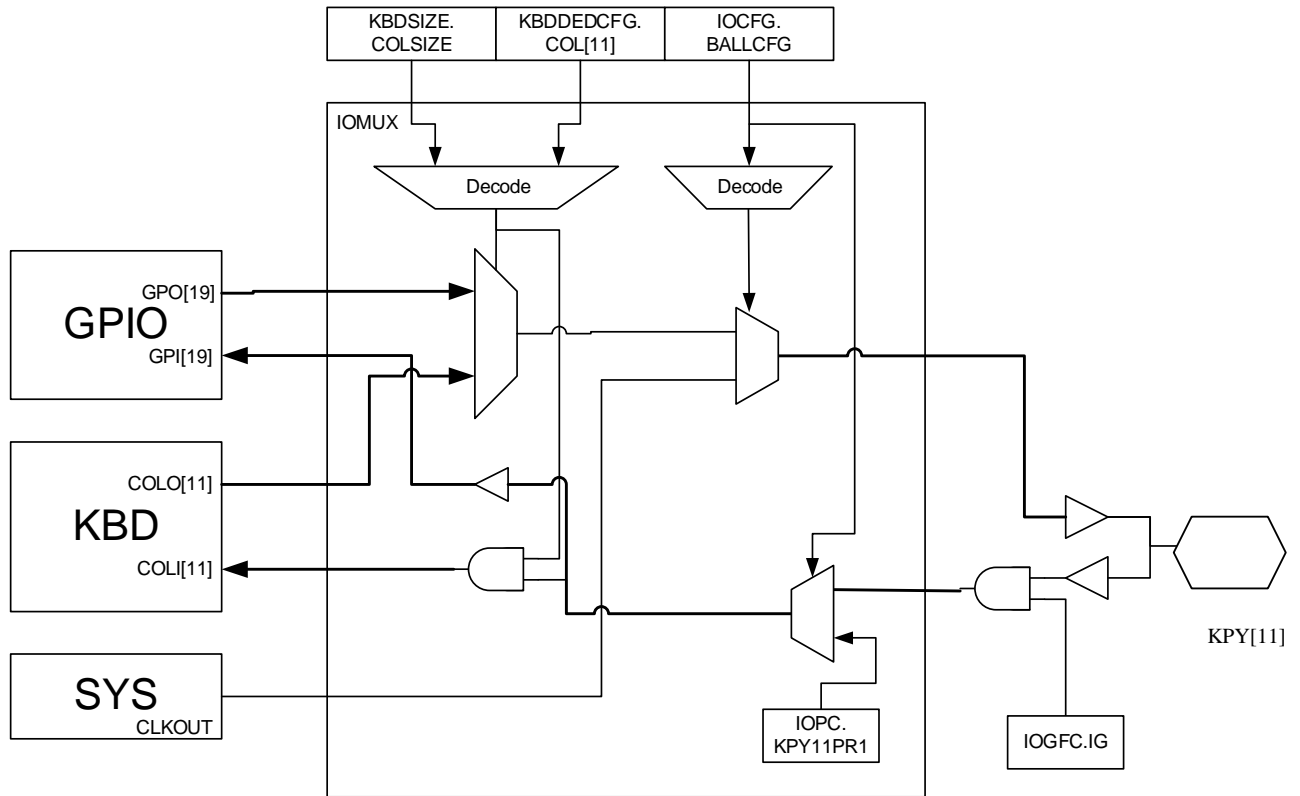 KBDSIZE.
COLSIZE
KBDDEDCFG.
COL[11]
IOCFG.
BALLCFG
IOMUX
Decode
Decode
GPO[19]
GPIO
GPI[19]
COLO[11]
KBD
COLI[11]
SYS
CLKOUT
IOPC.
KPY11PR1
IOGFC.IG
KPY[11]